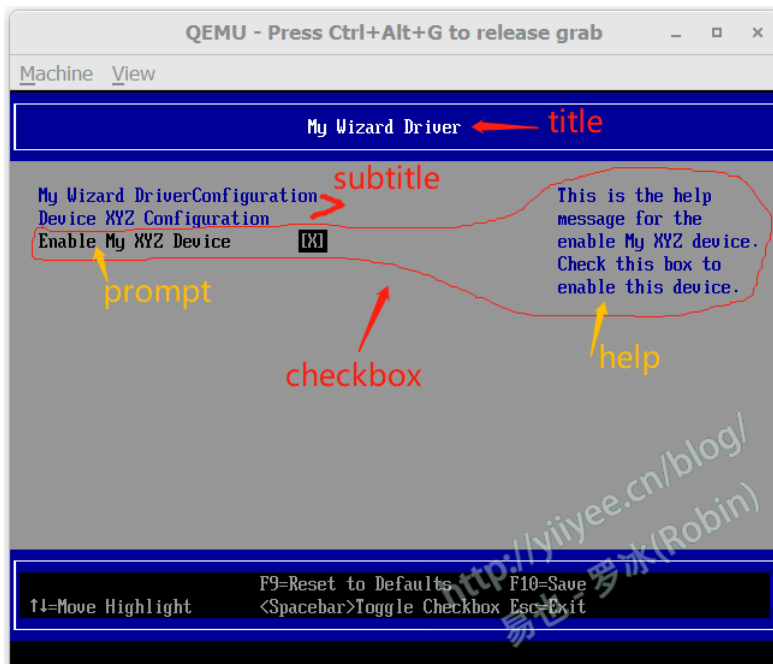 QEMU - Press Ctrl+Alt+G to release grab
Machine View
My Wizard Driver title
My Wizard DriverConfiguration subtitle
Device XYZ Configuration
Enable My XYZ Device [X]
This is the help
message for the
enable My XYZ device.
Check this box to
enable this device.
prompt
checkbox
help
http://yiiyee.cn/blog/
易也 - 罗冰(Robin)
F9=Reset to Defaults F10=Save
↑↓=Move Highlight <Spacebar>Toggle Checkbox Esc=Exit